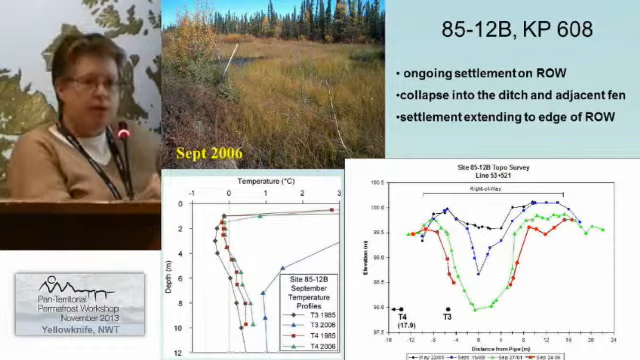 85-12B, KP 608
• ongoing settlement on ROW
• collapse into the ditch and adjacent fen
• settlement extending to edge of ROW
Sept 2006
Temperature (°C)
-1 0 1 2 3
0
2
4
6
8
10
12
Depth (m)
Site 85-12B
September
Temperature
Profiles
T3 1985
T3 2006
T4 1985
T4 2006
Site 85-12B Topo Survey
Line 53+521
Right-of-Way
Elevation (m)
100.5
100.0
99.5
99.0
98.5
98.0
T4
(17.9)
T3
Distance from Pipe (m)
Pan-Territorial
Permafrost Workshop
November 2013
Yellowknife, NWT